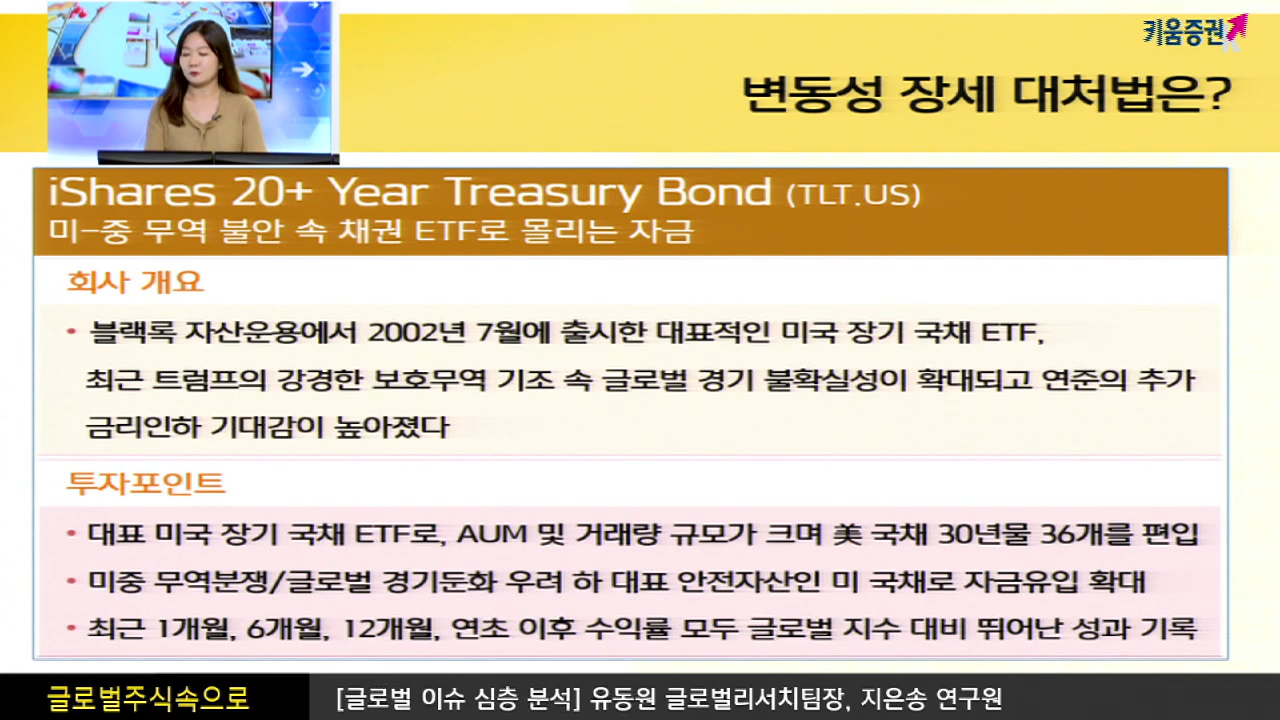 키움증권
변동성 장세 대처법은?
iShares 20+ Year Treasury Bond (TLT.US)
미-중 무역 불안 속 채권 ETF로 몰리는 자금
회사 개요
• 블랙록 자산운용에서 2002년 7월에 출시한 대표적인 미국 장기 국채 ETF,
최근 트럼프의 강경한 보호무역 기조 속 글로벌 경기 불확실성이 확대되고 연준의 추가
금리인하 기대감이 높아졌다
투자포인트
• 대표 미국 장기 국채 ETF로, AUM 및 거래량 규모가 크며 美 국채 30년물 36개를 편입
• 미중 무역분쟁/글로벌 경기둔화 우려 하 대표 안전자산인 미 국채로 자금유입 확대
• 최근 1개월, 6개월, 12개월, 연초 이후 수익률 모두 글로벌 지수 대비 뛰어난 성과 기록
글로벌주식속으로
[글로벌 이슈 심층 분석] 유동원 글로벌리서치팀장, 지은송 연구원